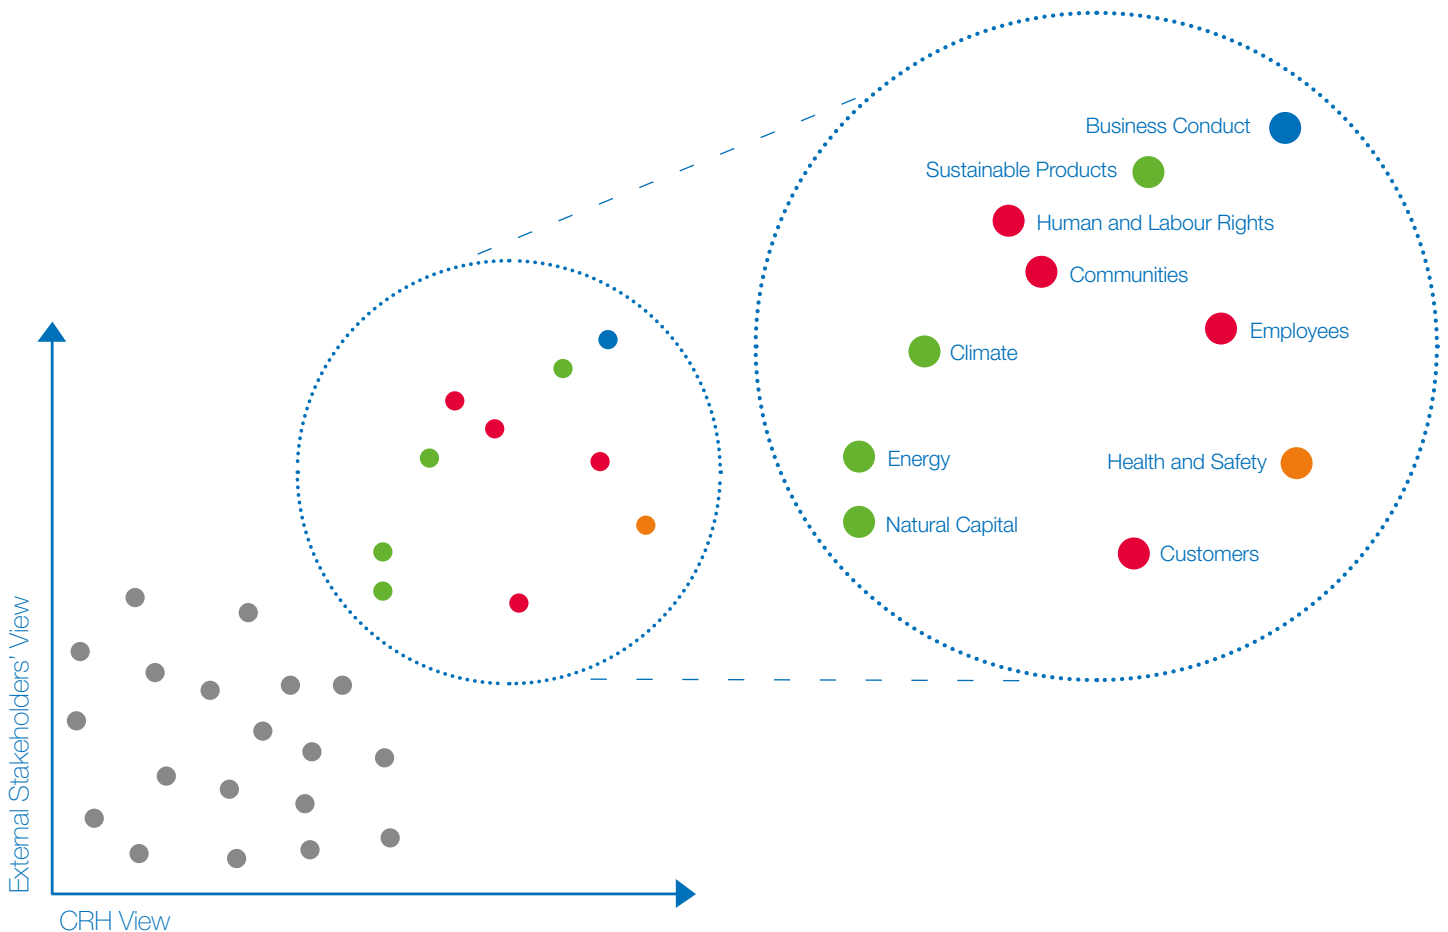 Business Conduct
Sustainable Products
Human and Labour Rights
Communities
Employees
Climate
Energy
Health and Safety
Natural Capital
Customers
External Stakeholders' View
CRH View